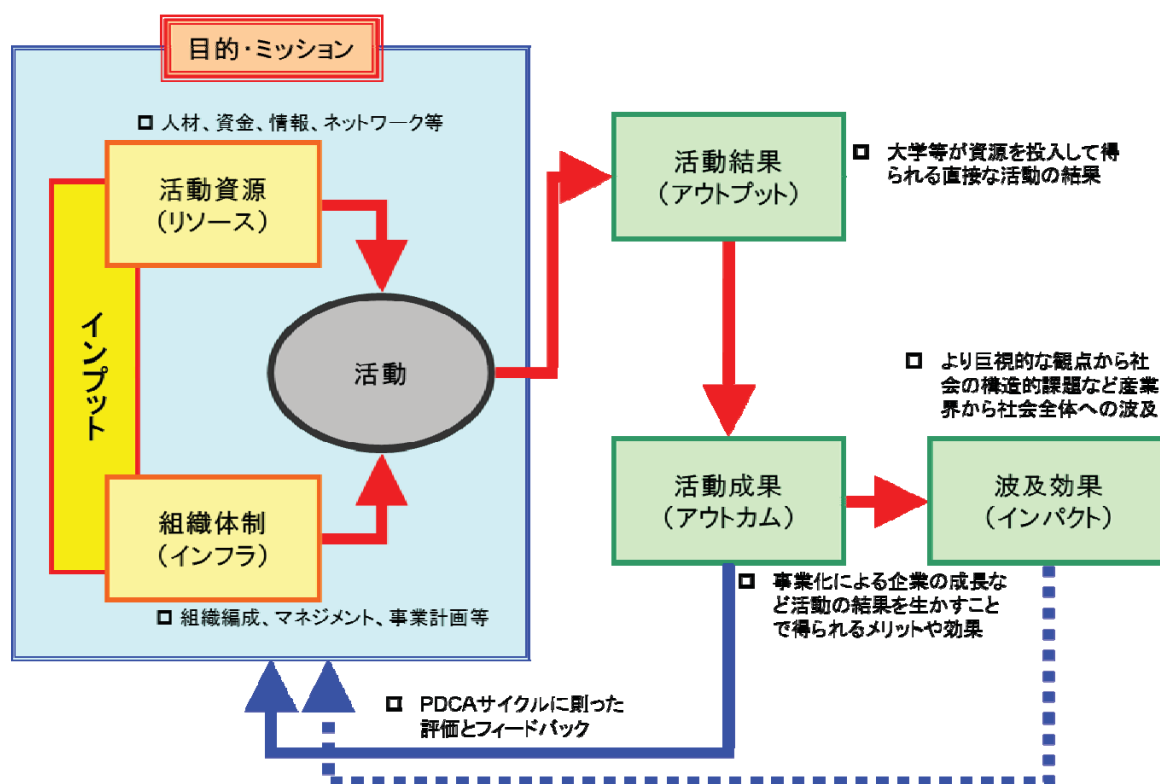 目的・ミッション
人材、資金、情報、ネットワーク等
活動資源
(リソース)
インプット
活動
組織体制
(インフラ)
組織編成、マネジメント、事業計画等
活動結果
(アウトプット)
大学等が資源を投入して得
られる直接な活動の結果
より巨視的な観点から社
会の構造的課題など産業
界から社会全体への波及
活動成果
(アウトカム)
波及効果
(インパクト)
事業化による企業の成長な
ど活動の結果を生かすこと
で得られるメリットや効果
PDCAサイクルに則った
評価とフィードバック